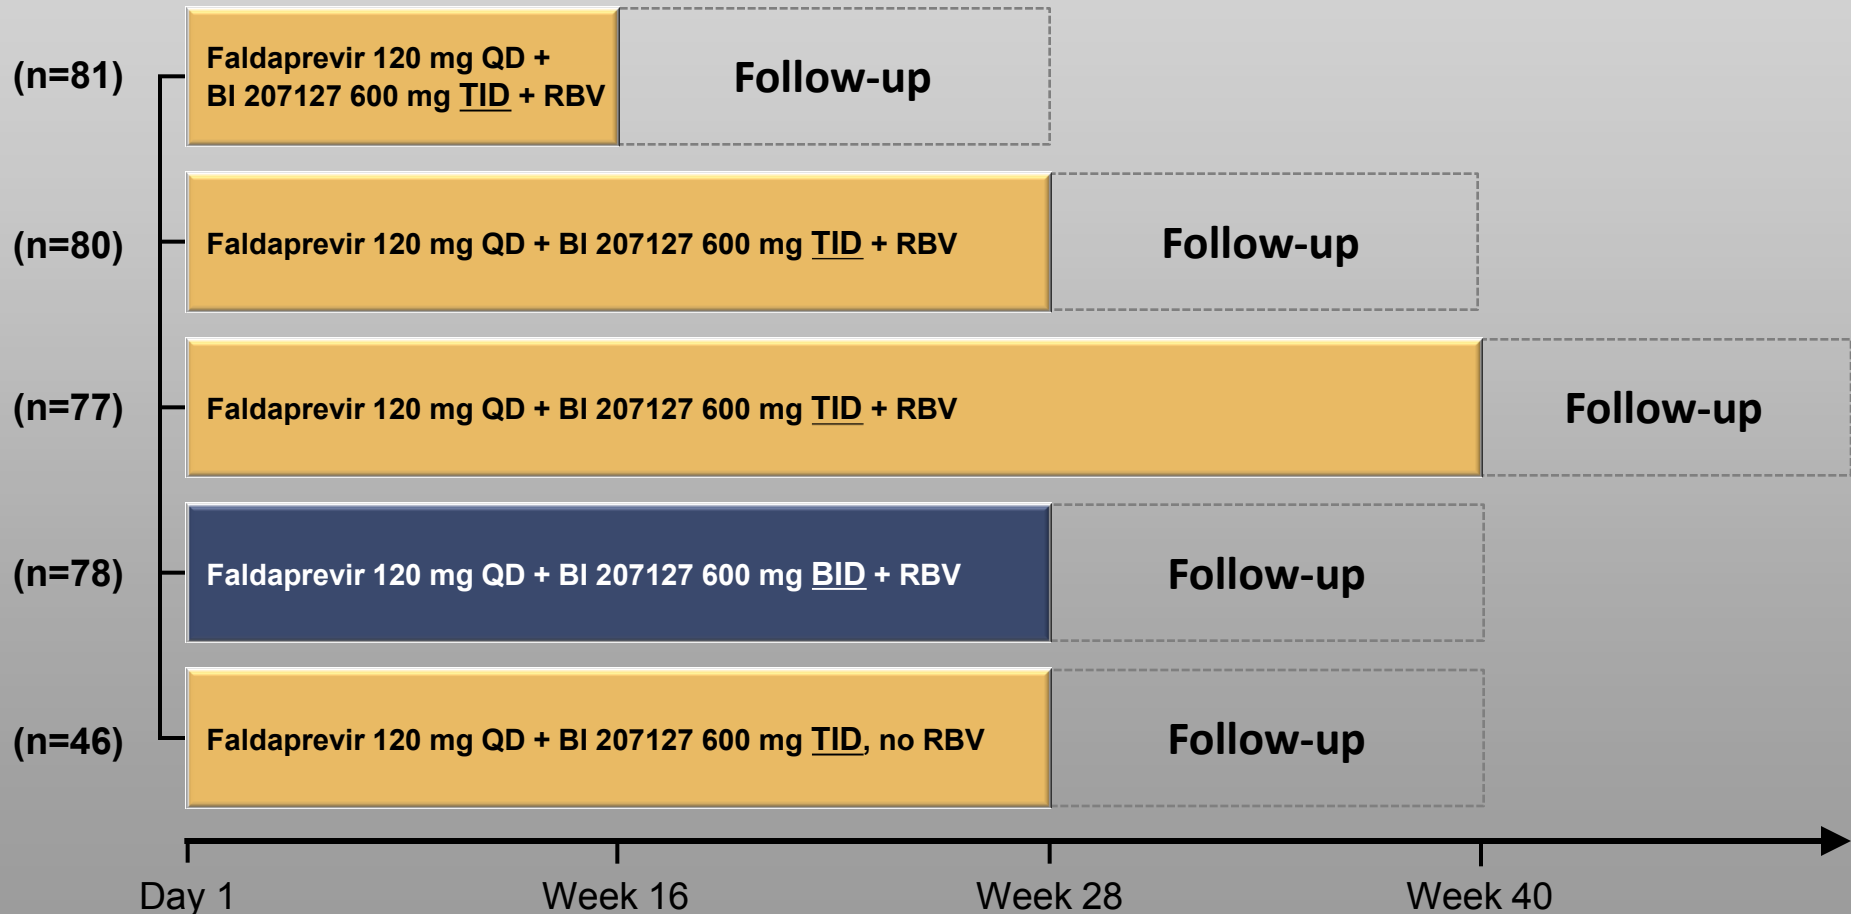 (n=81)
Faldaprevir 120 mg QD +
BI 207127 600 mg TID + RBV
Follow-up
(n=80)
Faldaprevir 120 mg QD + BI 207127 600 mg TID + RBV
Follow-up
(n=77)
Faldaprevir 120 mg QD + BI 207127 600 mg TID + RBV
Follow-up
(n=78)
Faldaprevir 120 mg QD + BI 207127 600 mg BID + RBV
Follow-up
(n=46)
Faldaprevir 120 mg QD + BI 207127 600 mg TID, no RBV
Follow-up
Day 1
Week 16
Week 28
Week 40